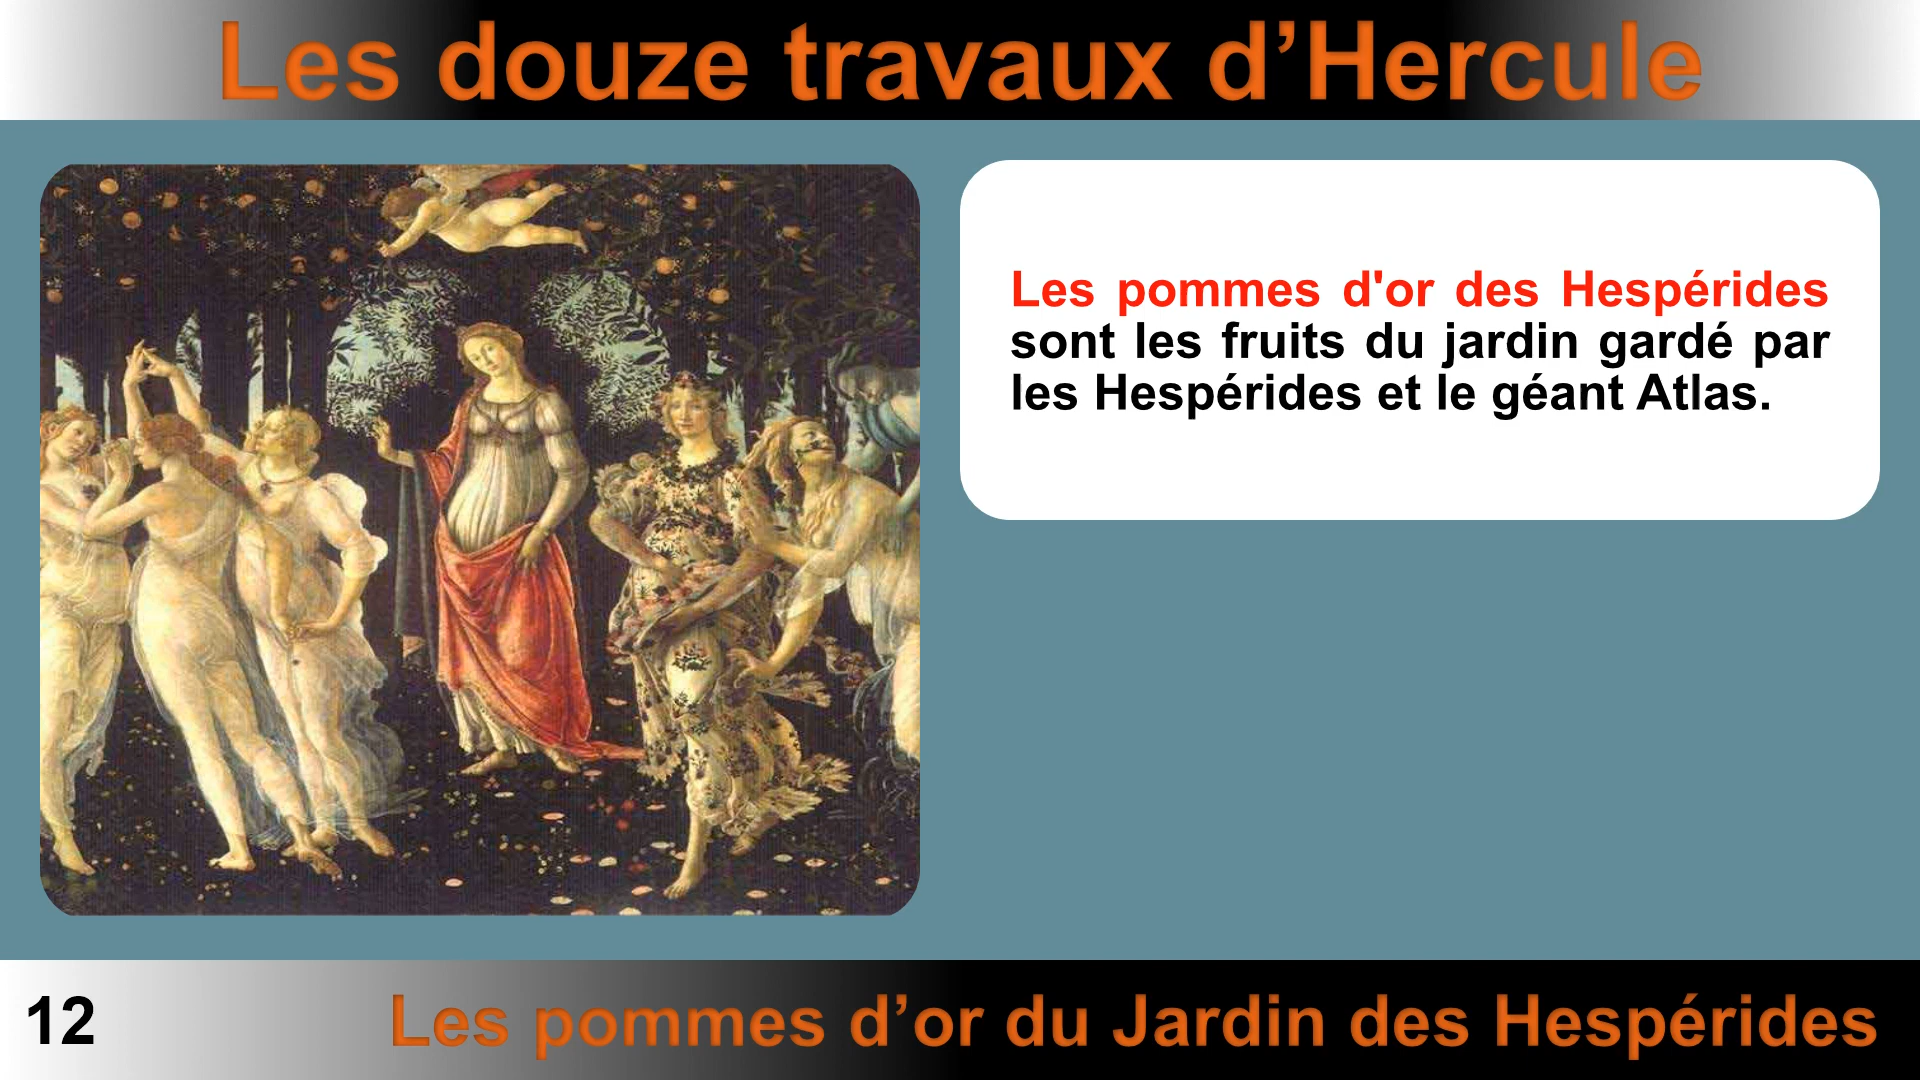 Les douze travaux d’Hercule
Les pommes d'or des Hespérides
sont les fruits du jardin gardé par
les Hespérides et le géant Atlas.
12
Les pommes d’or du Jardin des Hespérides